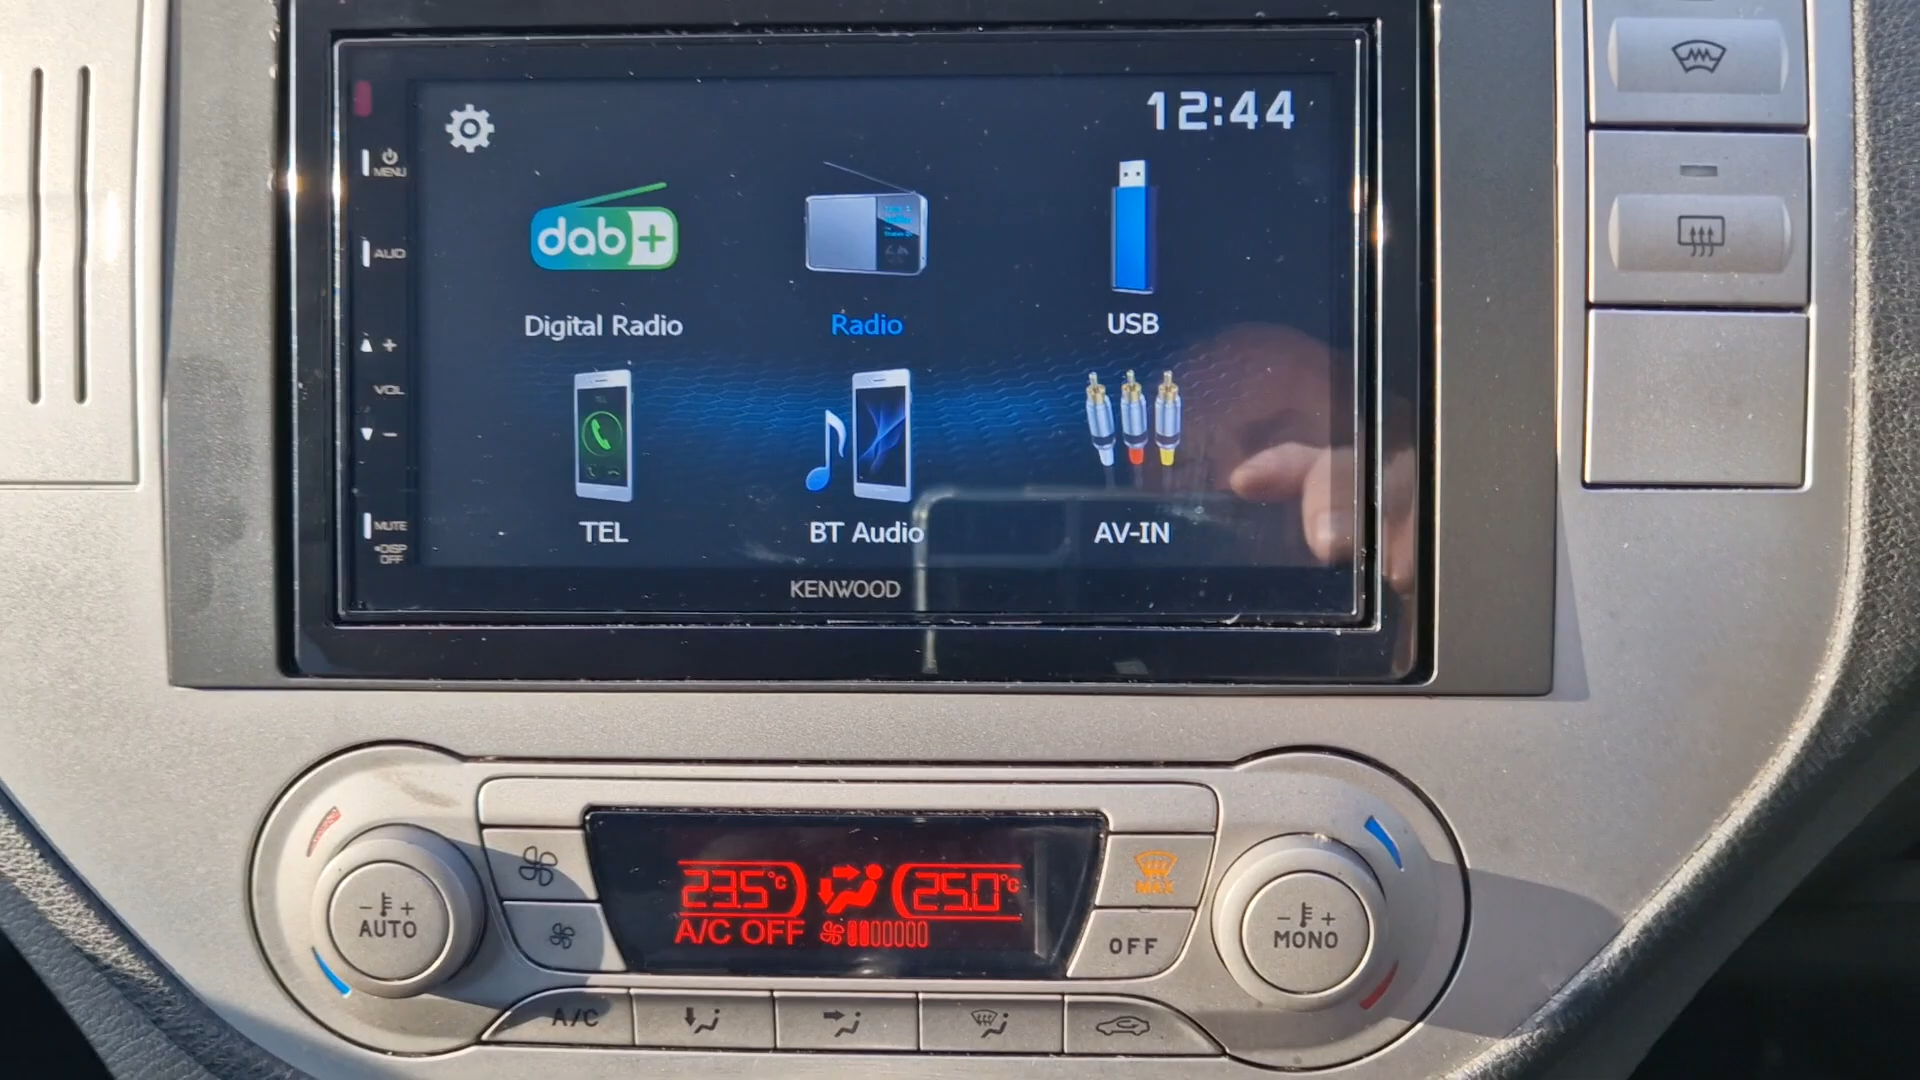 12:44
MENU
AUD
+
VOL
−
MUTE
•DISP
OFF
dab+
Digital Radio
Radio
USB
TEL
TEL
BT Audio
AV-IN
KENWOOD
23.5°C
25.0°C
A/C OFF
- +
AUTO
MAX
OFF
- +
MONO
A/C